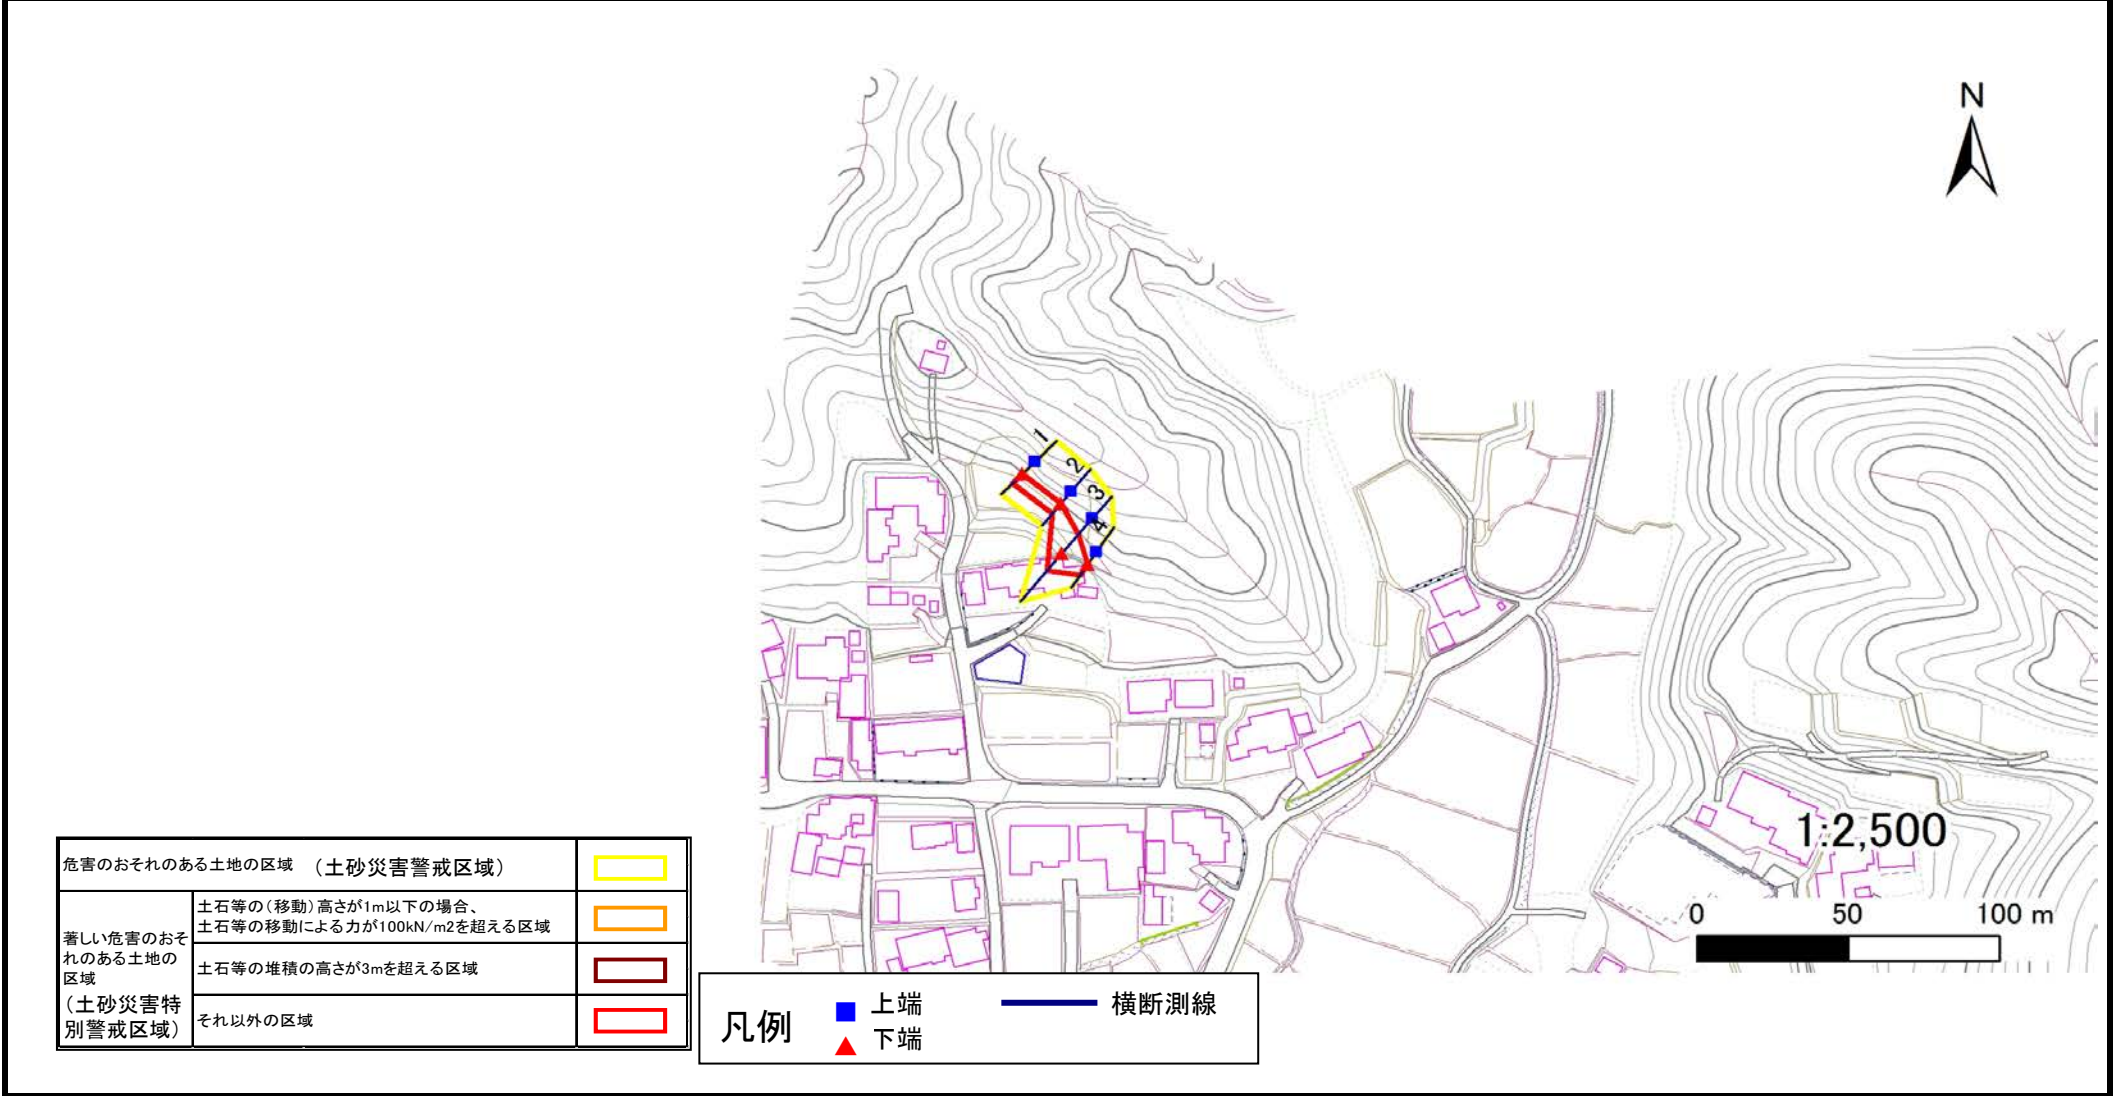 N
1
2
3
4
1:2,500
0 50 100 m
危害のおそれのある土地の区域 (土砂災害警戒区域)
著しい危害のおそ
れのある土地の
区域
(土砂災害特
別警戒区域)
土石等の(移動)高さが1m以下の場合、
土石等の移動による力が100kN/m2を超える区域
土石等の堆積の高さが3mを超える区域
それ以外の区域
凡例
上端
下端
横断測線